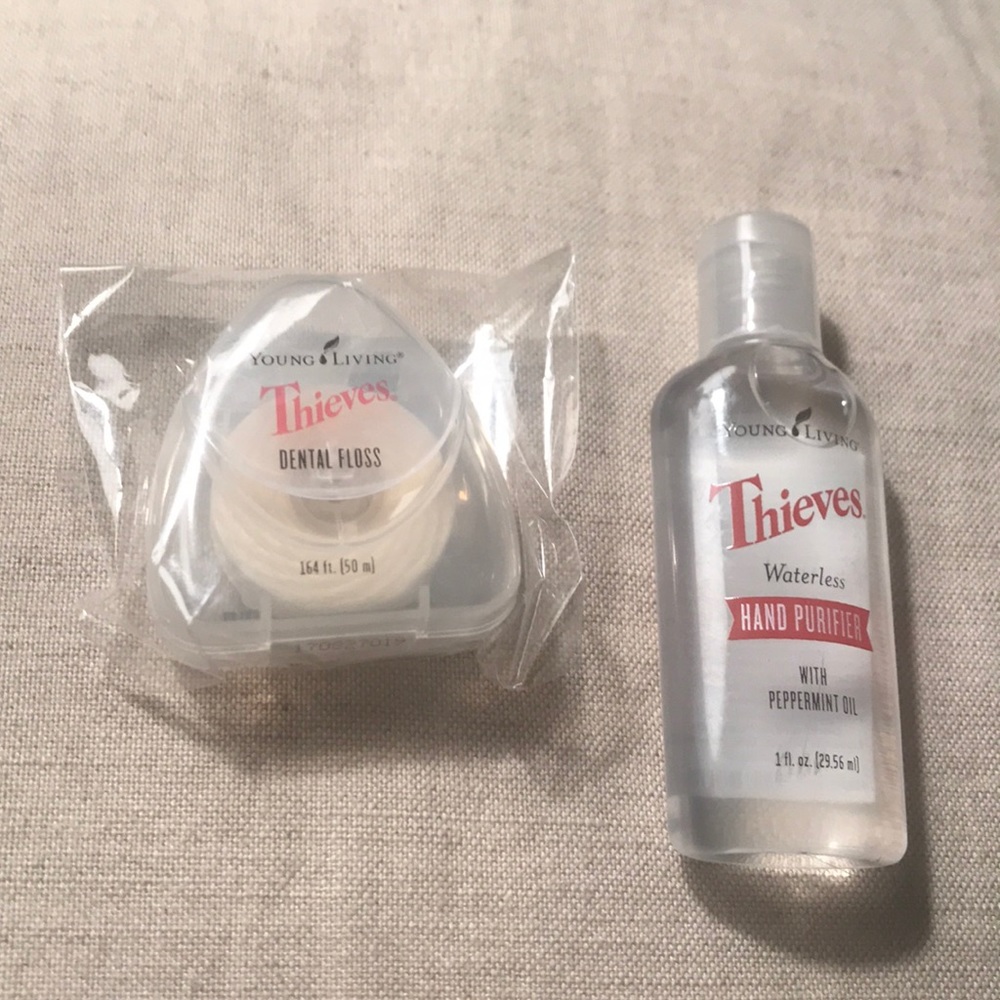 YOUNG LIVING®
Thieves.
DENTAL FLOSS
164 ft. (50 m)
YOUNG LIVING
Thieves.
Waterless
HAND PURIFIER
WITH
PEPPERMINT OIL
1 fl. oz. (29.56 ml)